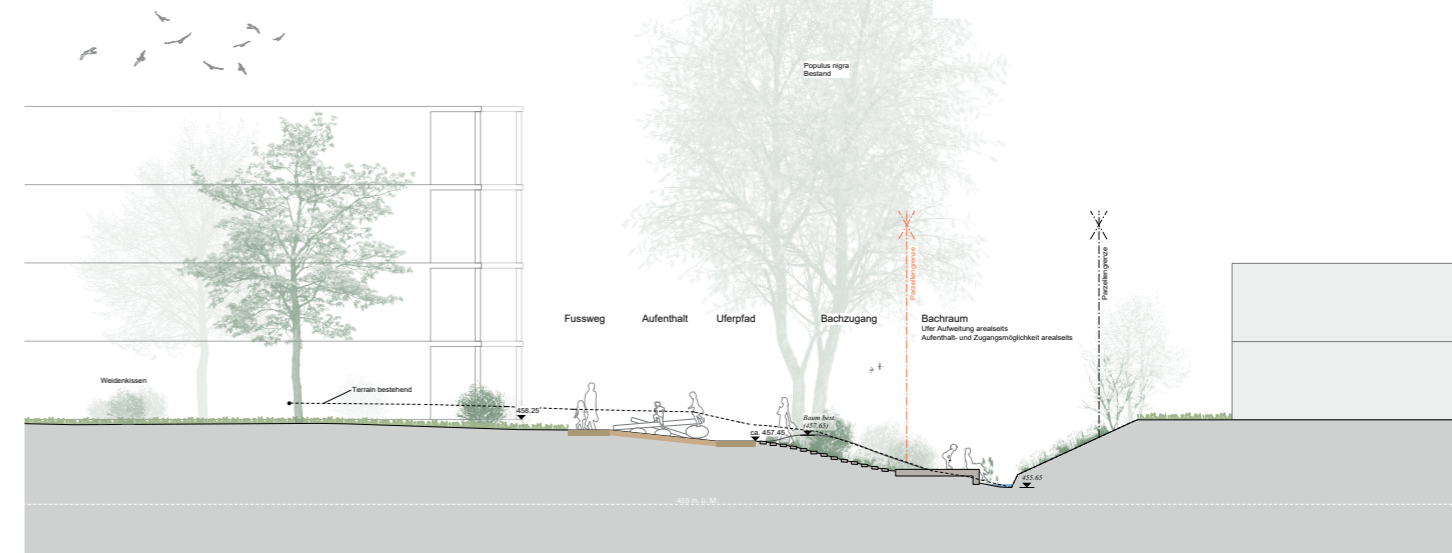 Populus nigra
Bestand
Parzellengrenze
Parzellengrenze
Fussweg
Aufenthalt
Uferpfad
Bachzugang
Bachraum
Ufer Aufweitung arealseits
Aufenthalt- und Zugangsmöglichkeit arealseits
Weidenkissen
Terrain bestehend
458.25
Baum best.
(457.65)
ca. 457.45
455.65
455 m. ü. M.